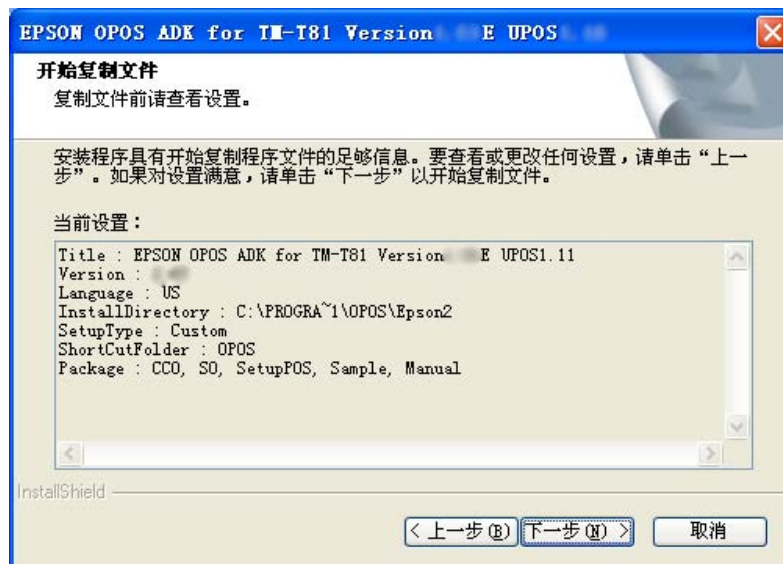 EPSON OPOS ADK for TM-T81 Version E UPOS
开始复制文件
复制文件前请查看设置。
安装程序具有开始复制程序文件的足够信息。要查看或更改任何设置，请单击“上一
步”。如果对设置满意，请单击“下一步”以开始复制文件。
当前设置：
Title : EPSON OPOS ADK for TM-T81 Version E UPOS1.11
Version :
Language : US
InstallDirectory : C:\PROGRA~1\OPOS\Epson2
SetupType : Custom
ShortCutFolder : OPOS
Package : CCO, SO, SetupPOS, Sample, Manual
InstallShield
< 上一步(B) 下一步(N) > 取消